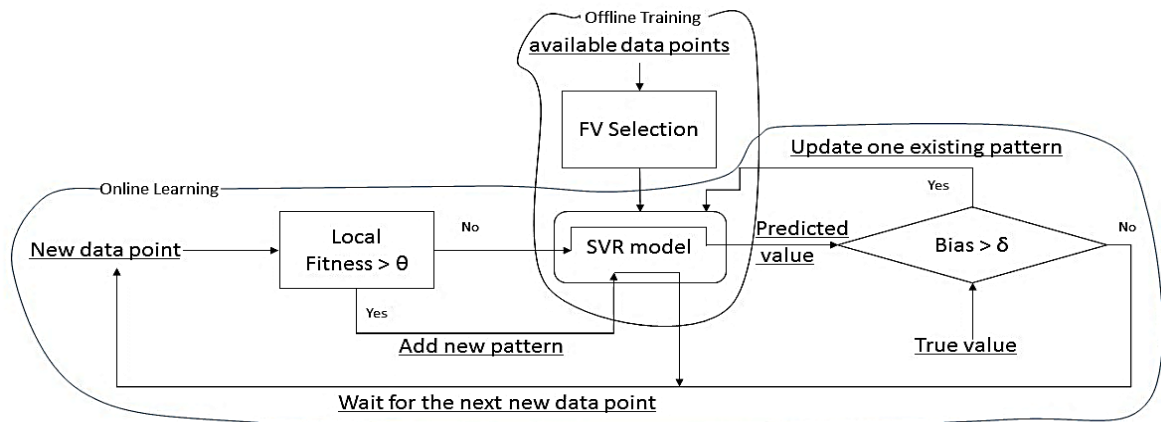 Offline Training
available data points
FV Selection
Update one existing pattern
Online Learning
Yes
New data point
Local
Fitness > θ
No
SVR model
Predicted
value
Bias > δ
No
Yes
Add new pattern
True value
Wait for the next new data point